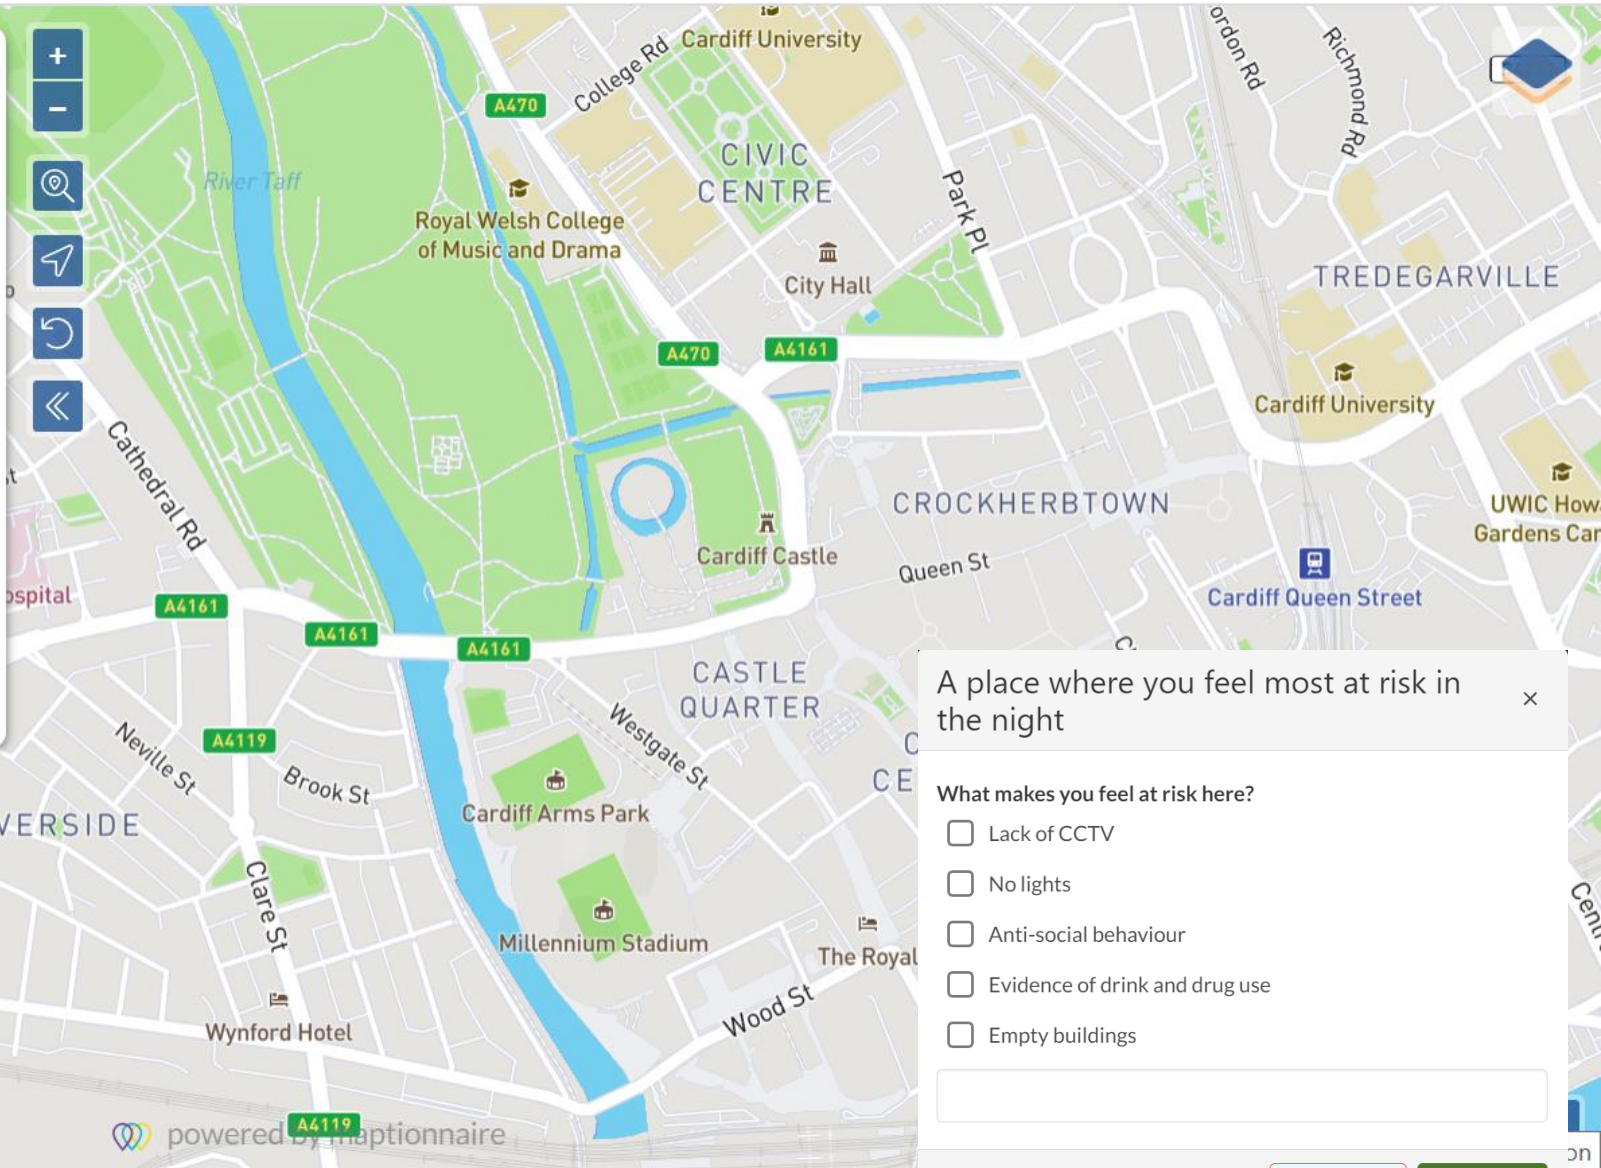 Cardiff University
College Rd
A470
Richmond
Rd
CIVIC
CENTRE
River Taff
Park Pl
Royal Welsh College
of Music and Drama
City Hall
TREDEGARVILLE
A470
A4161
Cardiff University
Cathedral Rd
CROCKHERBTOWN
UWIC How
Gardens Car
Cardiff Castle
Queen St
Cardiff Queen Street
A4161
A4161
A4161
CASTLE
QUARTER
Westgate St
Neville St
A4119
Brook St
Cardiff Arms Park
Clare St
Millennium Stadium
The Royal
Wood St
Wynford Hotel
A4119
powered by maptionnaire
A place where you feel most at risk in
the night
×
What makes you feel at risk here?
Lack of CCTV
No lights
Anti-social behaviour
Evidence of drink and drug use
Empty buildings